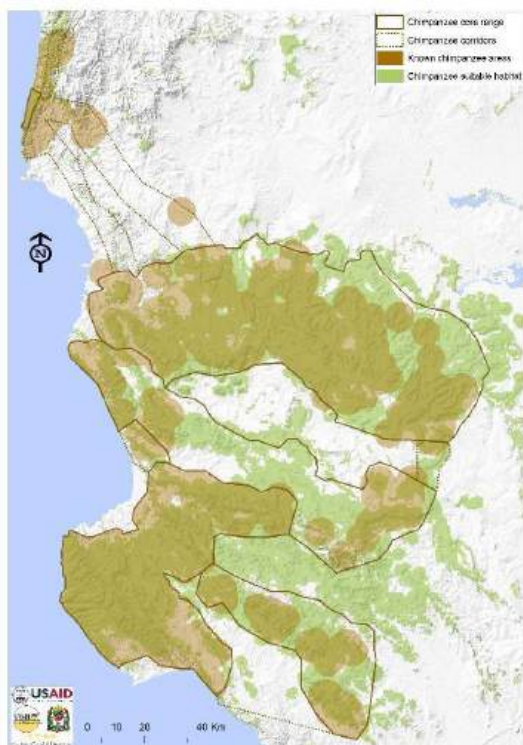 Chimpanzee core range
Chimpanzee corridors
Known chimpanzee areas
Chimpanzee suitable habitat
N
USAID
0 10 20 40 Km